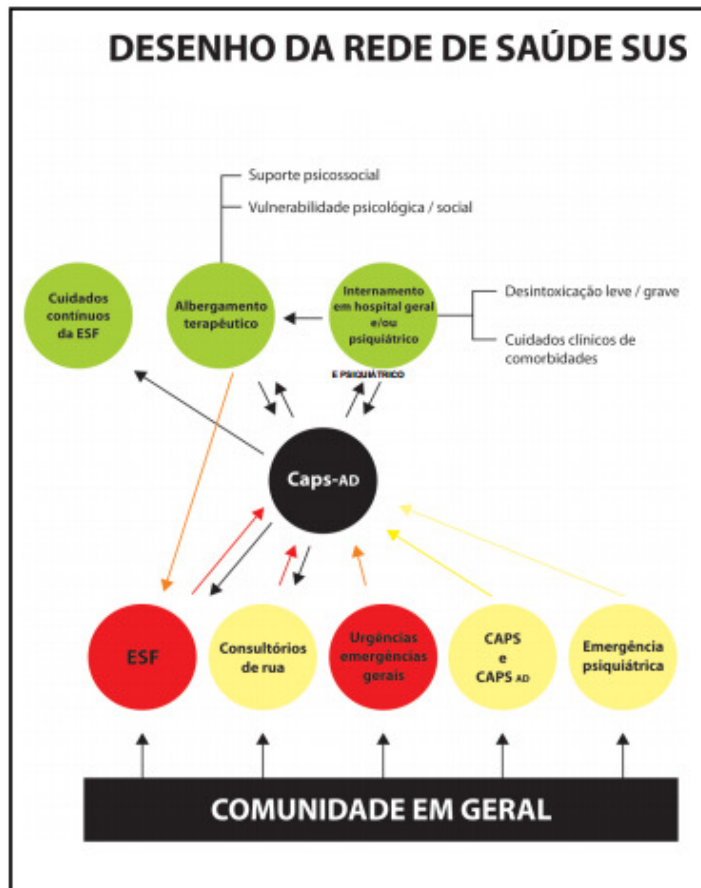 DESENHO DA REDE DE SAÚDE SUS
Suporte psicossocial
Vulnerabilidade psicológica / social
Cuidados
contínuos
da ESF
Albergamento
terapêutico
Internamento
em hospital geral
e/ou
psiquiátrico
Desintoxicação leve / grave
Cuidados clínicos de
comorbidades
E PSIQUIÁTRICO
Caps-AD
ESF
Consultórios
de rua
Urgências
emergências
gerais
CAPS
e
CAPS AD
Emergência
psiquiátrica
COMUNIDADE EM GERAL